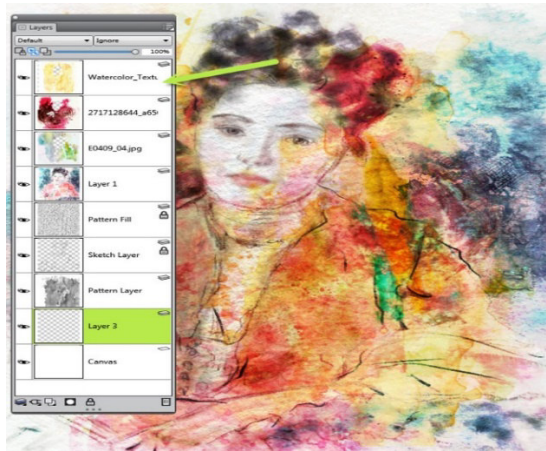 Layers
Default Ignore
100%
Watercolor_Textu
2717128644_a65
E0409_04.jpg
Layer 1
Pattern Fill
Sketch Layer
Pattern Layer
Layer 3
Canvas